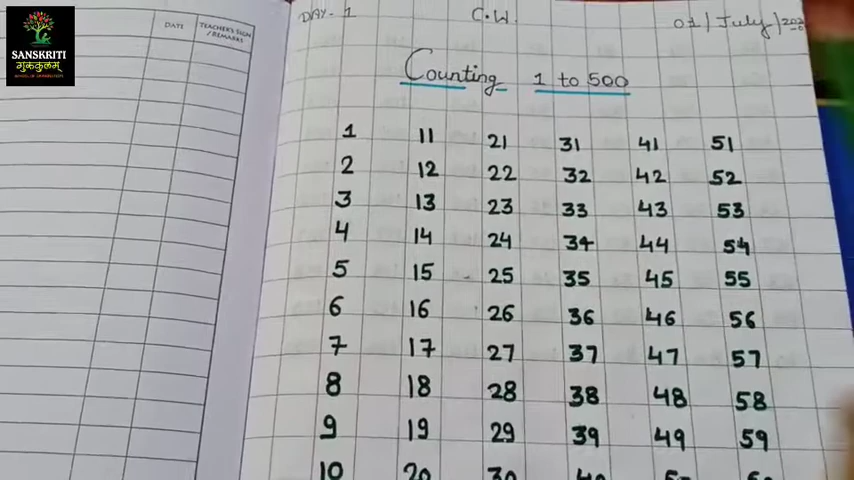 SANSKRITI
गुरुकुलम्
DATE TEACHER'S SIGN / REMARKS
DAY- 1 C.W. 01/July/
Counting 1 to 500
1 11 21 31 41 51
2 12 22 32 42 52
3 13 23 33 43 53
4 14 24 34 44 54
5 15 25 35 45 55
6 16 26 36 46 56
7 17 27 37 47 57
8 18 28 38 48 58
9 19 29 39 49 59
10 20 30 40